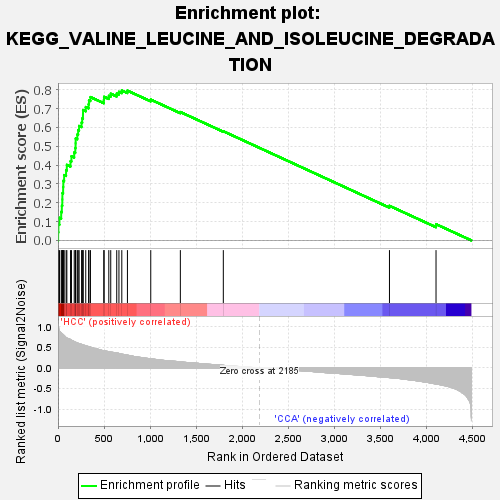 Enrichment plot:
KEGG_VALINE_LEUCINE_AND_ISOLEUCINE_DEGRADA
TION
Enrichment score (ES)
0.8
0.7
0.6
0.5
0.4
0.3
0.2
0.1
0.0
Ranked list metric (Signal2Noise)
1.0
0.5
0.0
-0.5
-1.0
'HCC' (positively correlated)
Zero cross at 2185
'CCA' (negatively correlated)
0
500
1,000
1,500
2,000
2,500
3,000
3,500
4,000
4,500
Rank in Ordered Dataset
Enrichment profile
Hits
Ranking metric scores